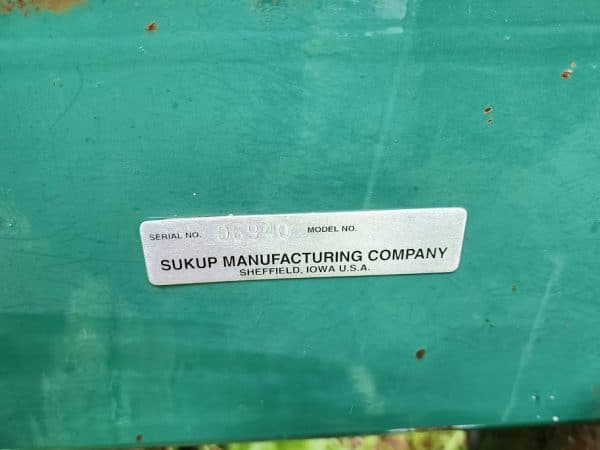 SERIAL NO. 06940 MODEL NO.
SUKUP MANUFACTURING COMPANY
SHEFFIELD, IOWA U.S.A.